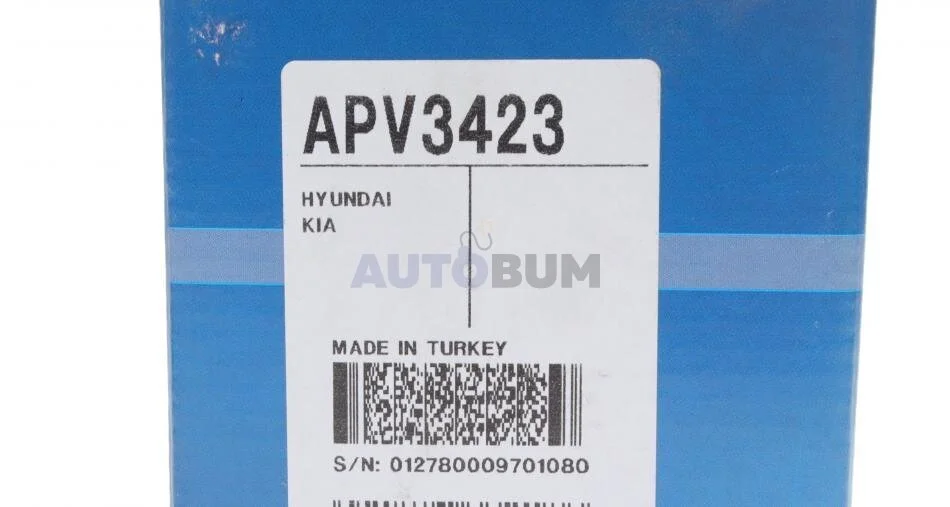 APV3423
HYUNDAI
KIA
AUTOBUM
MADE IN TURKEY
S/N: 012780009701080